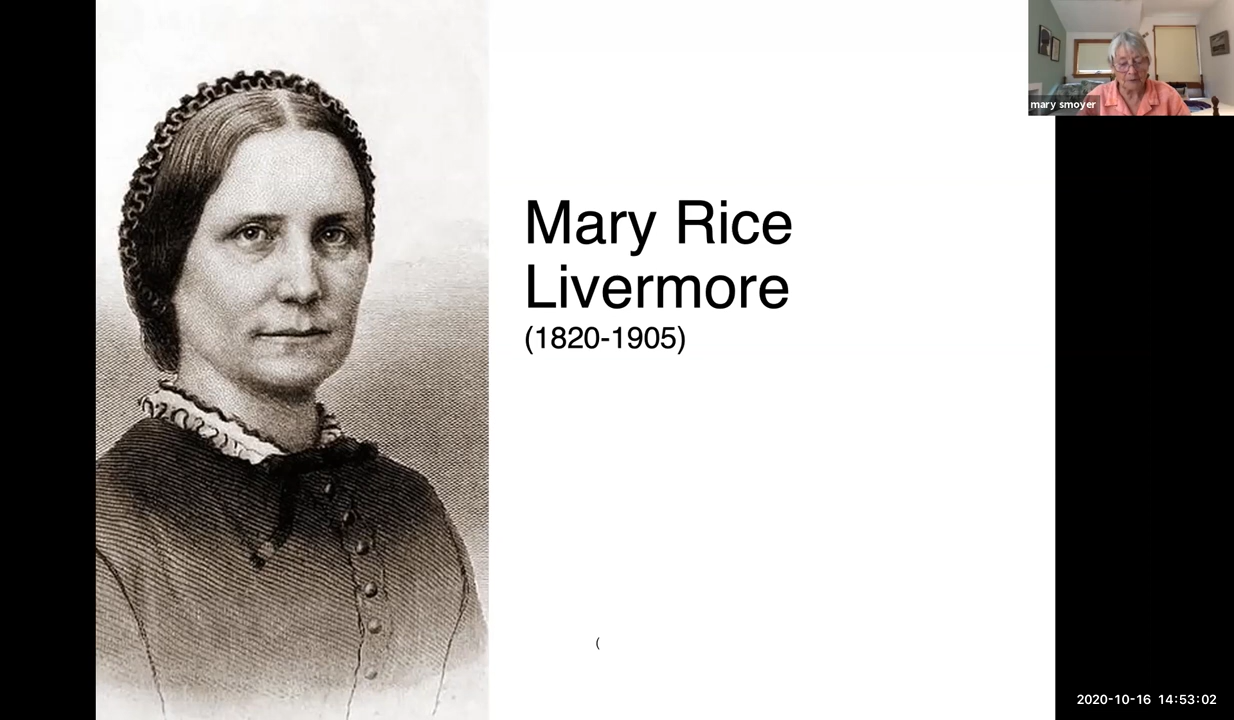 mary smoyer
Mary Rice
Livermore
(1820-1905)
(
2020-10-16 14:53:02